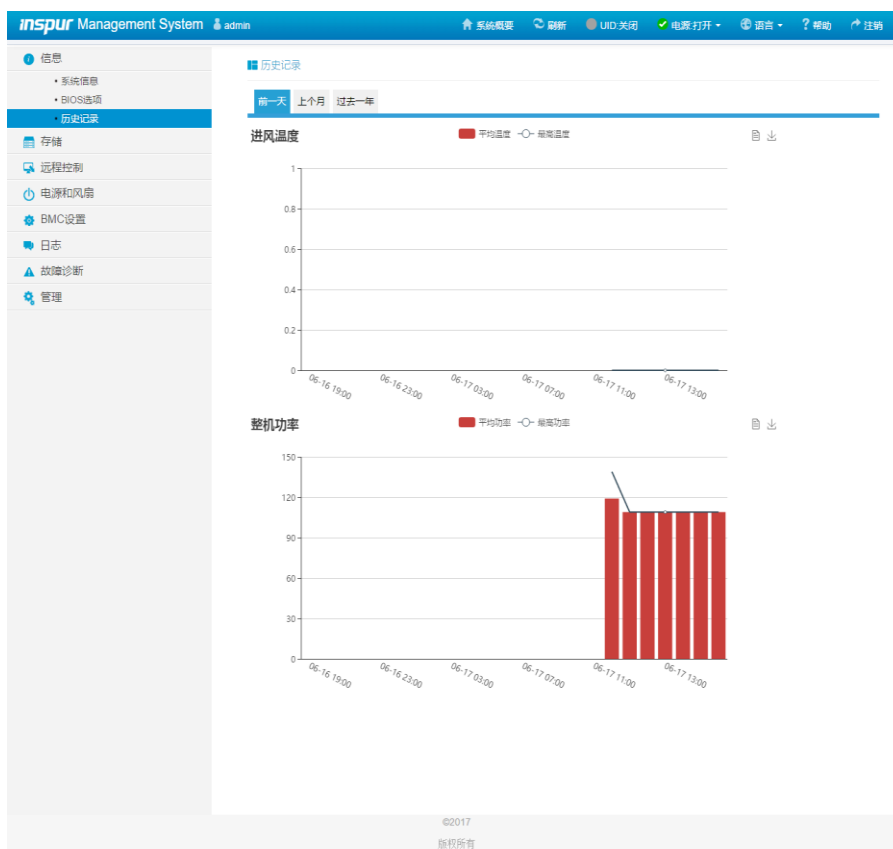 inspur Management System admin 系统概要 刷新 UID:关闭 电源:打开 语言 ? 帮助 注销
信息
• 系统信息
• BIOS选项
• 历史记录
存储
远程控制
电源和风扇
BMC设置
日志
故障诊断
管理
历史记录
前一天 上个月 过去一年
进风温度 平均温度 最高温度
1
0.8
0.6
0.4
0.2
0
06-16 19:00 06-16 23:00 06-17 03:00 06-17 07:00 06-17 11:00 06-17 13:00
整机功率 平均功率 最高功率
150
120
90
60
30
0
06-16 19:00 06-16 23:00 06-17 03:00 06-17 07:00 06-17 11:00 06-17 13:00
©2017
版权所有